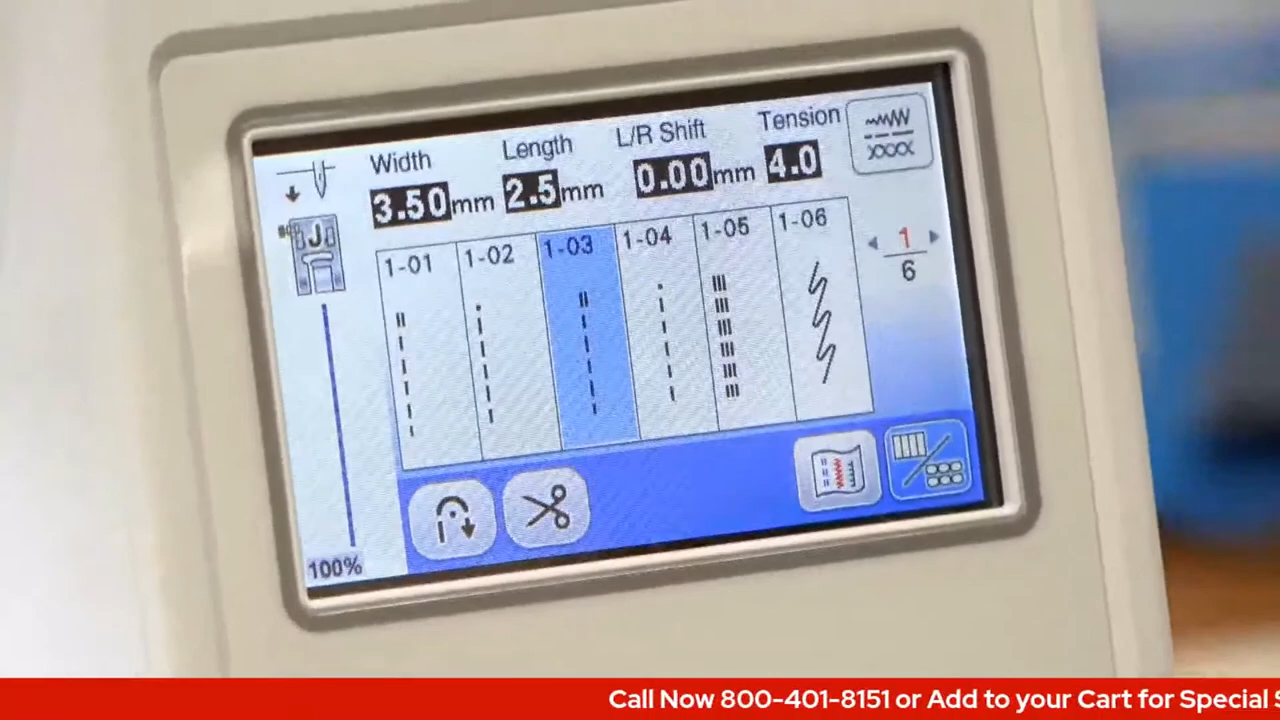 Width
3.50mm
Length
2.5mm
L/R Shift
0.00mm
Tension
4.0
J
1-01
1-02
1-03
1-04
1-05
1-06
1
6
100%
Call Now 800-401-8151 or Add to your Cart for Special